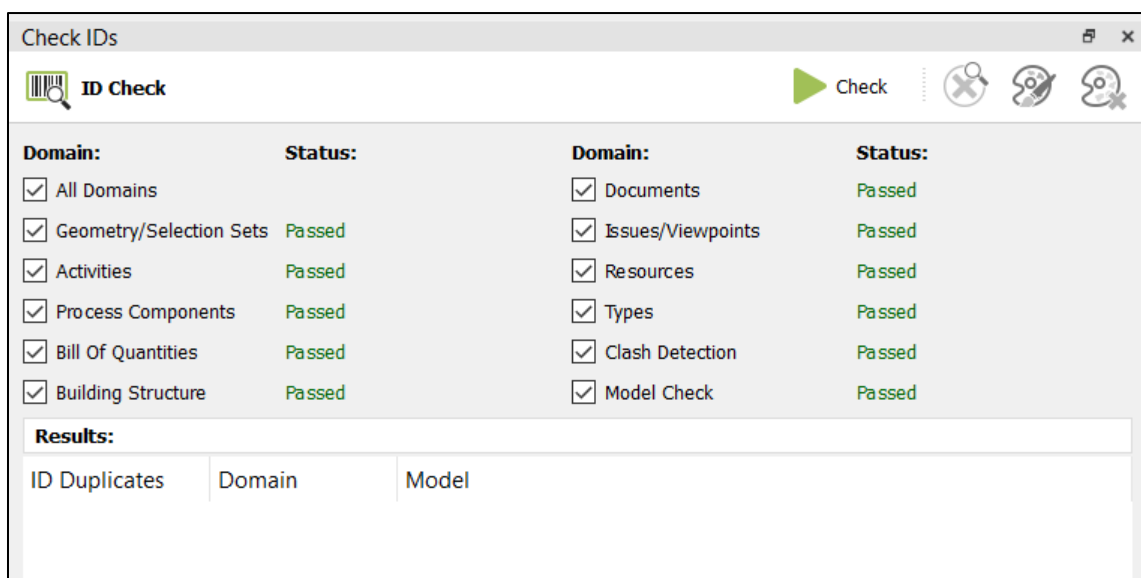 Check IDs
ID Check
Check
Domain: Status: Domain: Status:
All Domains Documents Passed
Geometry/Selection Sets Passed Issues/Viewpoints Passed
Activities Passed Resources Passed
Process Components Passed Types Passed
Bill Of Quantities Passed Clash Detection Passed
Building Structure Passed Model Check Passed
Results:
ID Duplicates Domain Model